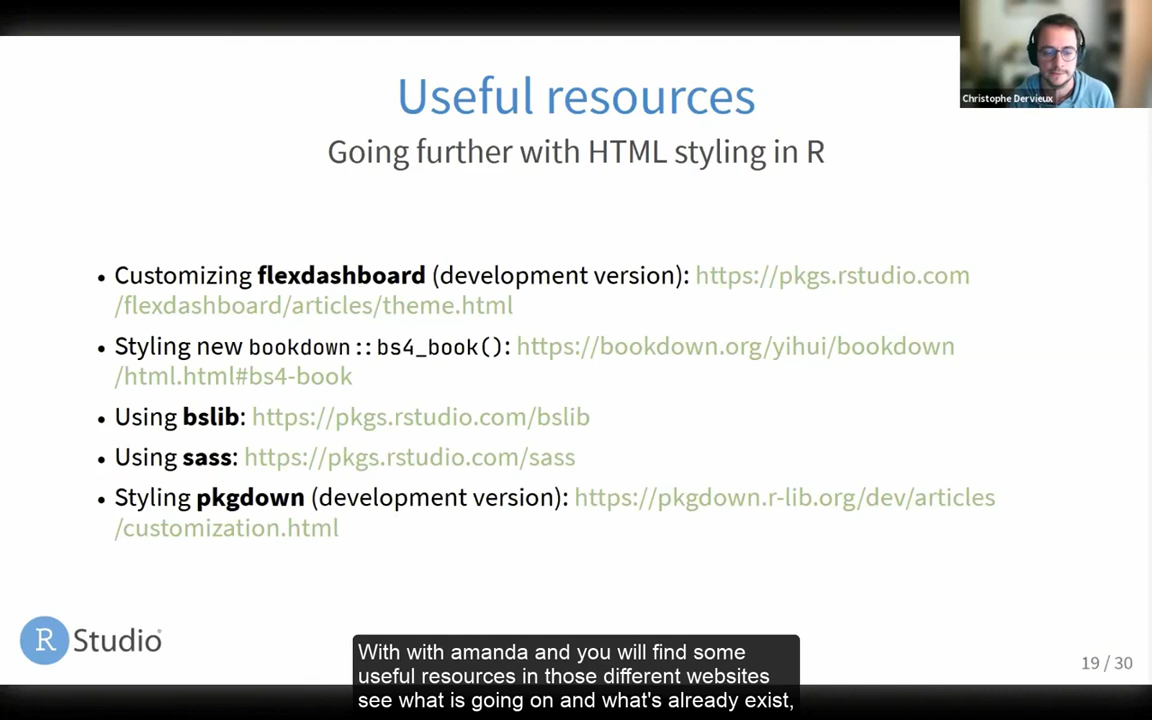 Christophe Dervieux
Useful resources
Going further with HTML styling in R
• Customizing flexdashboard (development version): https://pkgs.rstudio.com
/flexdashboard/articles/theme.html
• Styling new bookdown::bs4_book(): https://bookdown.org/yihui/bookdown
/html.html#bs4-book
• Using bslib: https://pkgs.rstudio.com/bslib
• Using sass: https://pkgs.rstudio.com/sass
• Styling pkgdown (development version): https://pkgdown.r-lib.org/dev/articles
/customization.html
R Studio
With with amanda and you will find some
useful resources in those different websites
see what is going on and what's already exist,
19 / 30